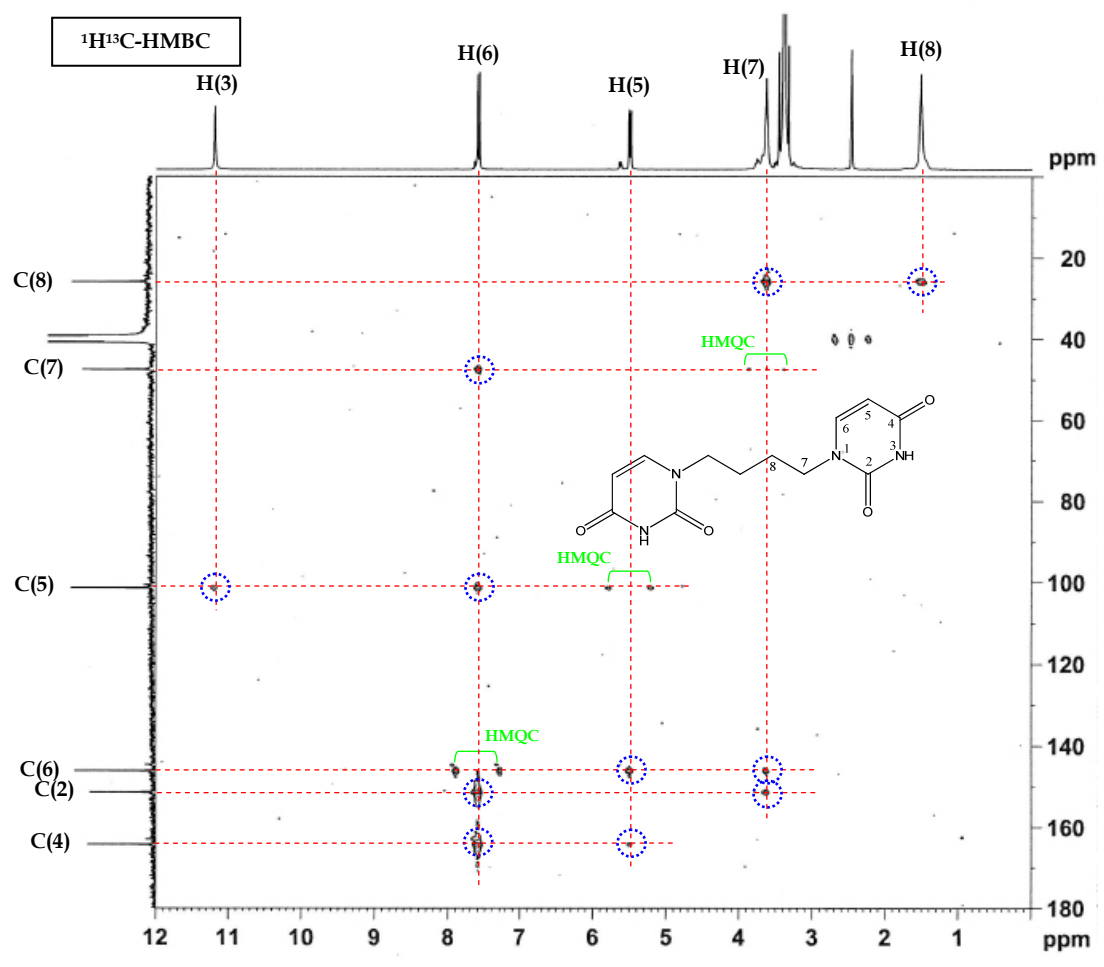 ¹H¹³C-HMBC
H(3)
H(6)
H(5)
H(7)
H(8)
ppm
C(8)
20
40
C(7)
HMQC
60
O
5
4
6
3
NH
N
1
8
7
2
N
O
80
O
N
H
O
HMQC
C(5)
100
120
HMQC
140
C(6)
C(2)
C(4)
160
180
12 11 10 9 8 7 6 5 4 3 2 1 ppm